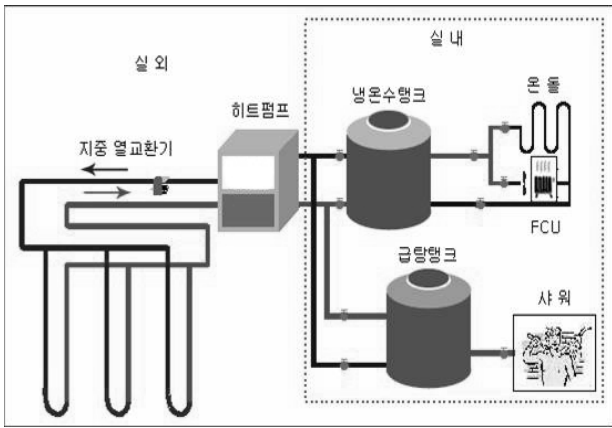 실 외
실 내
히트펌프
냉온수탱크
온 돌
지중 열교환기
FCU
급탕탱크
샤 워